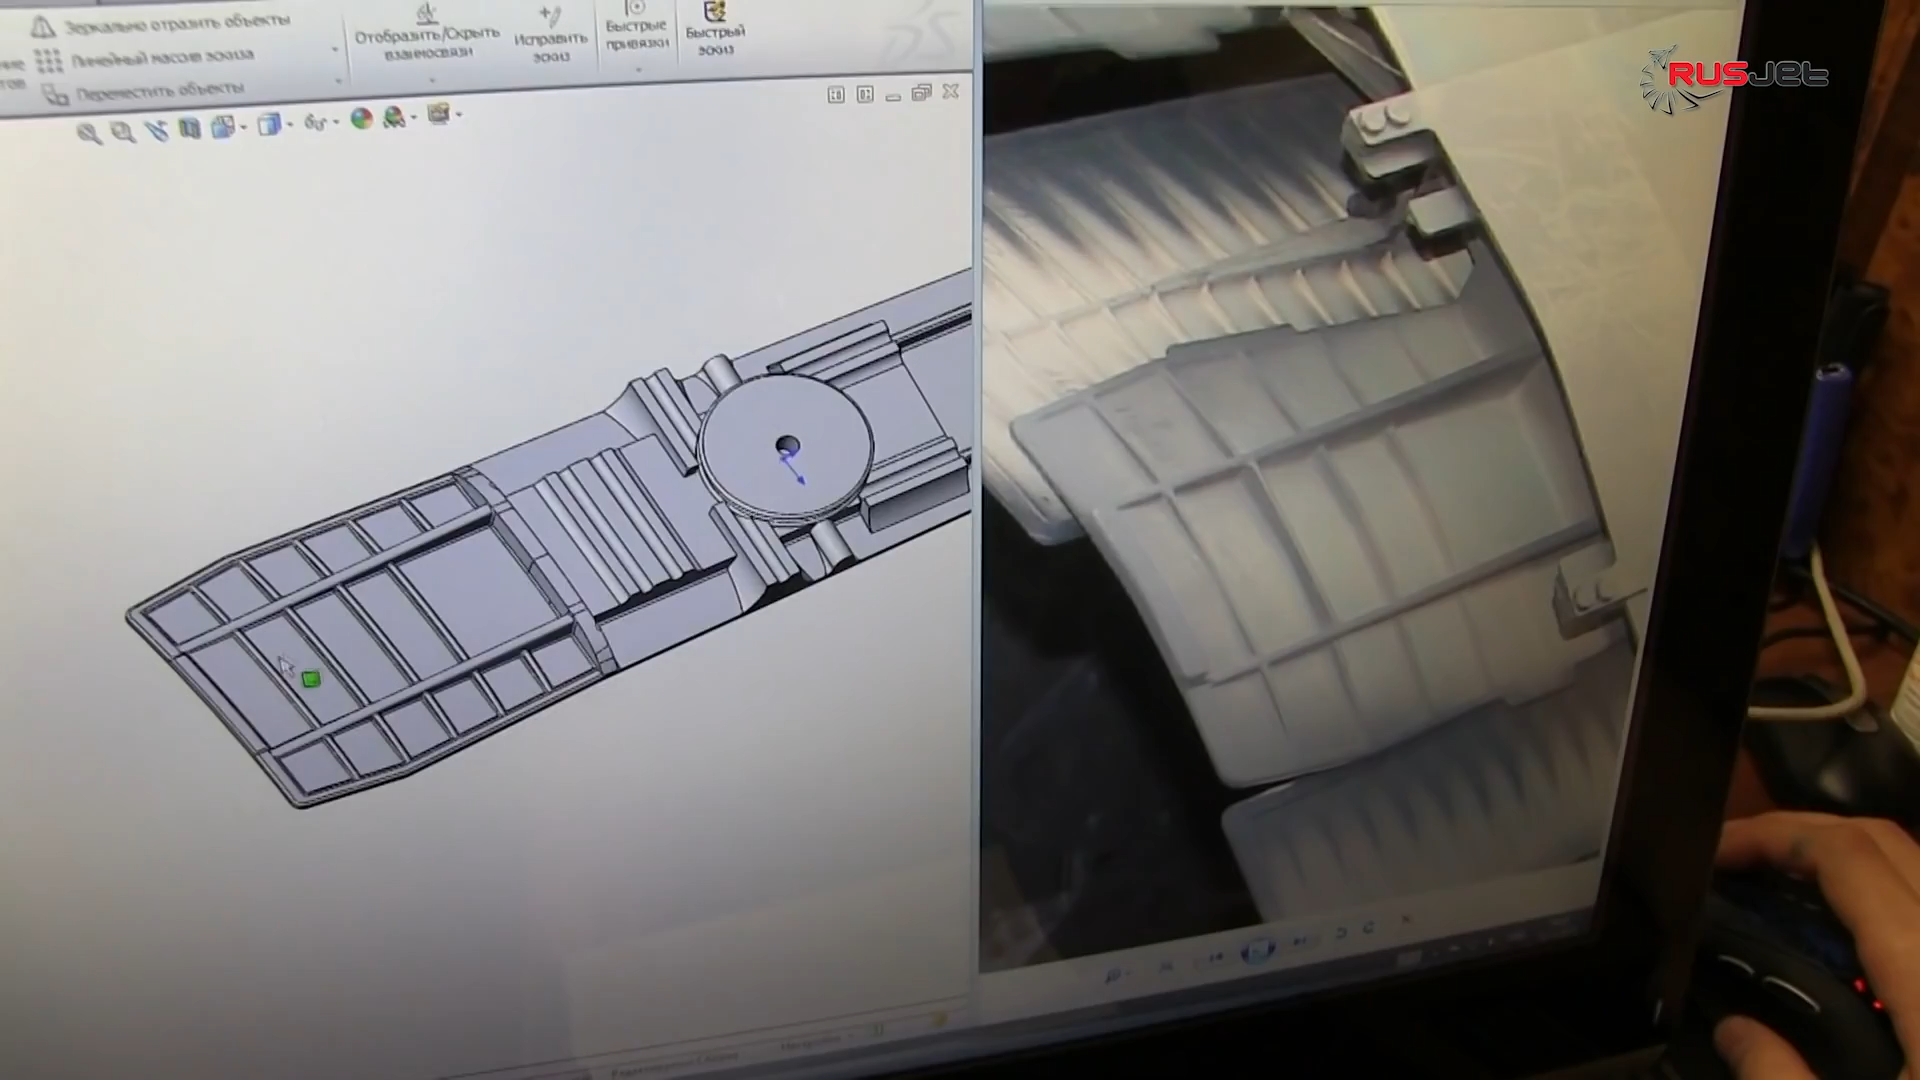 Зеркально отразить объекты
Линейный массив эскиза
Переместить объекты
Отобразить/Скрыть
взаимосвязи
Исправить
эскиз
Быстрые
привязки
Быстрый
эскиз
RUSJet